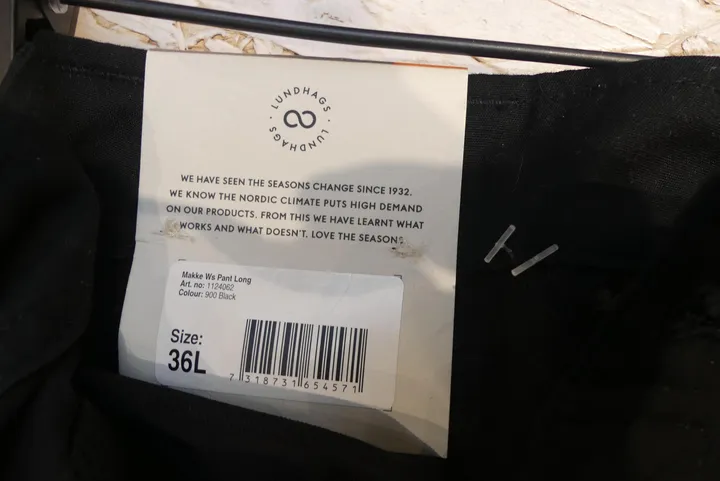 LUNDHAGS · LUNDHAGS ·
WE HAVE SEEN THE SEASONS CHANGE SINCE 1932.
WE KNOW THE NORDIC CLIMATE PUTS HIGH DEMAND
ON OUR PRODUCTS. FROM THIS WE HAVE LEARNT WHAT
WORKS AND WHAT DOESN'T. LOVE THE SEASONS.
Makke Ws Pant Long
Art. no: 1124062
Colour: 900 Black
Size:
36L
7 318731 654571